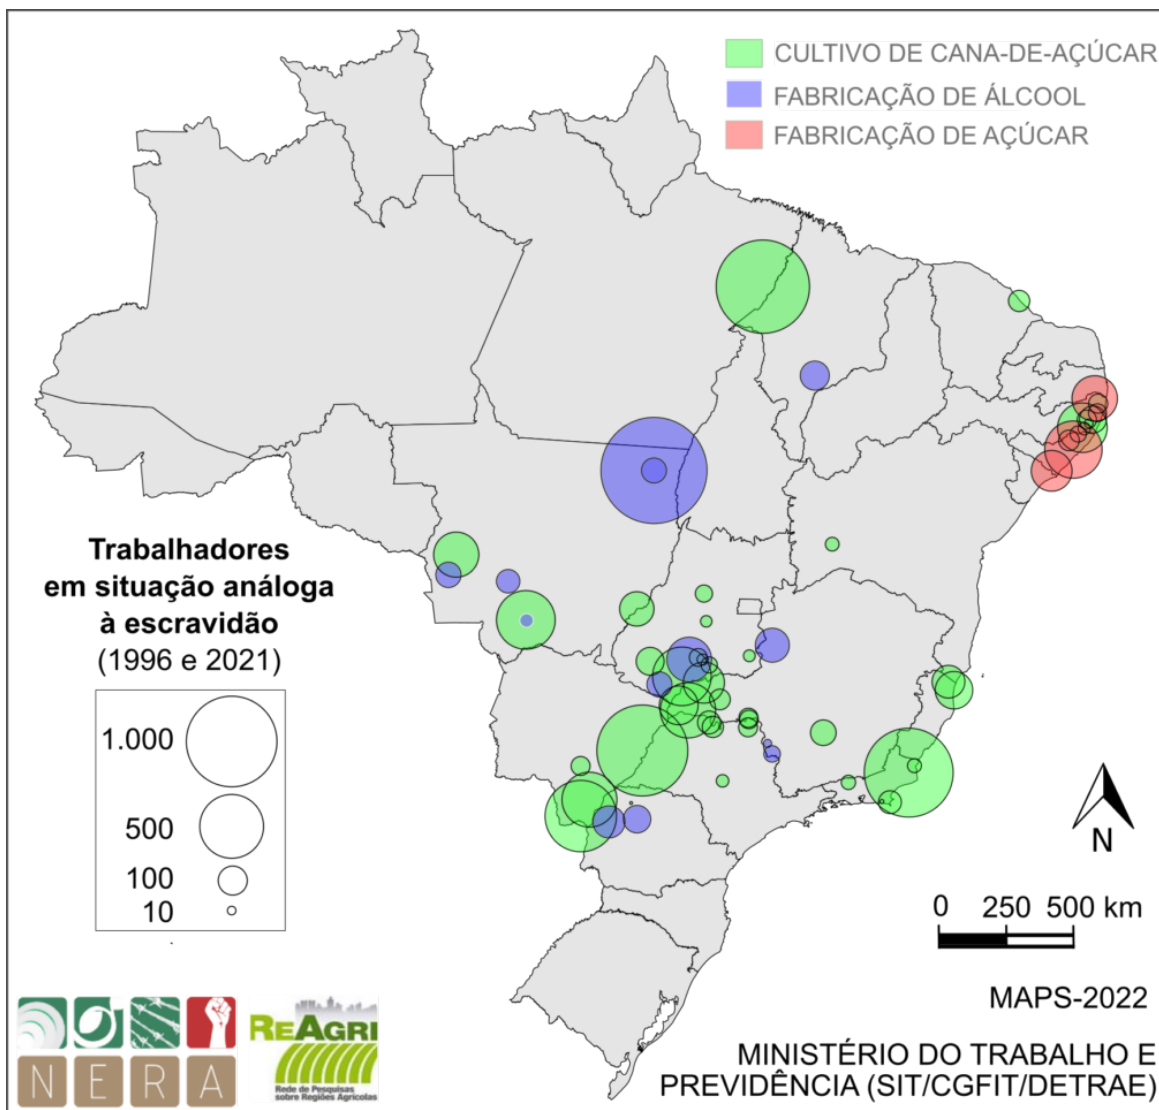 CULTIVO DE CANA-DE-AÇÚCAR
FABRICAÇÃO DE ÁLCOOL
FABRICAÇÃO DE AÇÚCAR
Trabalhadores
em situação análoga
à escravidão
(1996 e 2021)
1.000
500
100
10
N
0 250 500 km
MAPS-2022
MINISTÉRIO DO TRABALHO E
PREVIDÊNCIA (SIT/CGFIT/DETRAE)
NERA
REAGRI
Rede de Pesquisas
sobre Regiões Agrícolas